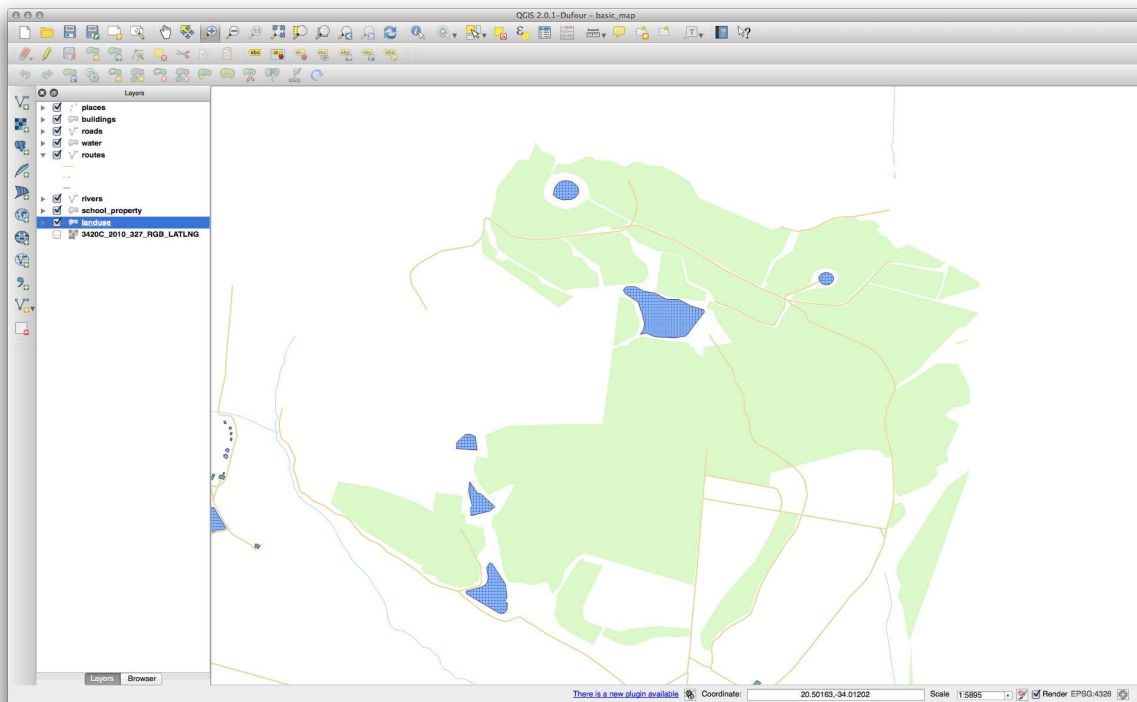 QGIS 2.0.1-Dufour - basic_map
Layers
places
buildings
roads
water
routes
rivers
school_property
landuse
3420C_2010_327_RGB_LATLNG
Layers Browser
There is a new plugin available Coordinate: 20.50163,-34.01202 Scale 1:5895 Render EPSG:4326